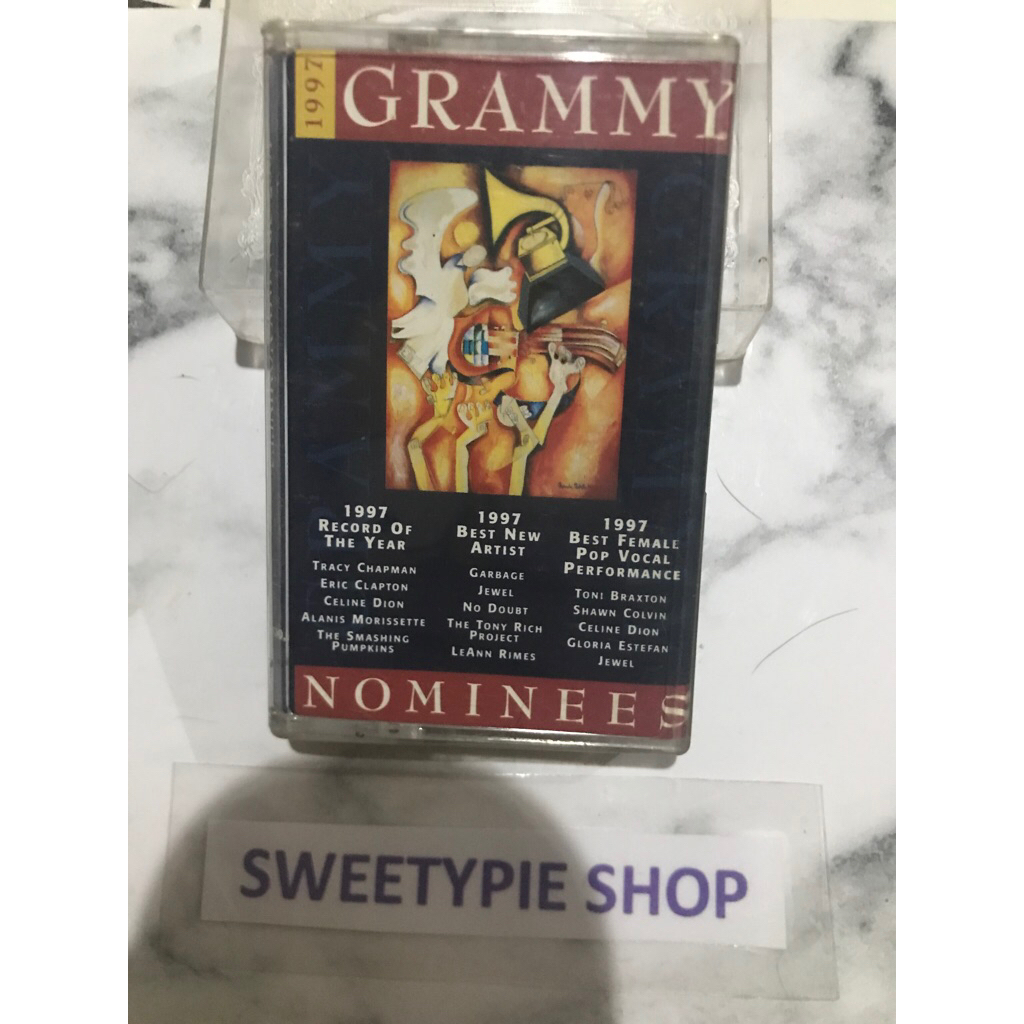 1997
GRAMMY
1997
RECORD OF
THE YEAR
TRACY CHAPMAN
ERIC CLAPTON
CELINE DION
ALANIS MORISSETTE
THE SMASHING
PUMPKINS
1997
BEST NEW
ARTIST
GARBAGE
JEWEL
NO DOUBT
THE TONY RICH
PROJECT
LEANN RIMES
1997
BEST FEMALE
POP VOCAL
PERFORMANCE
TONI BRAXTON
SHAWN COLVIN
CELINE DION
GLORIA ESTEFAN
JEWEL
NOMINEES
SWEETYPIE SHOP